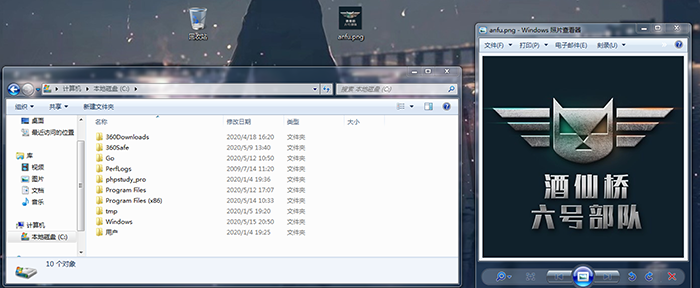 回收站
anfu.png
计算机 ▸ 本地磁盘 (C:) ▸
搜索 本地磁盘 (C:)
组织 ▾ 共享 ▾ 新建文件夹
桌面
最近访问的位置
库
视频
图片
文档
音乐
计算机
本地磁盘 (C:)
名称 修改日期 类型 大小
360Downloads 2020/4/18 16:20 文件夹
360Safe 2020/5/9 13:40 文件夹
Go 2020/5/12 10:50 文件夹
PerfLogs 2009/7/14 11:20 文件夹
phpstudy_pro 2020/1/4 19:36 文件夹
Program Files 2020/5/12 17:07 文件夹
Program Files (x86) 2020/5/14 10:33 文件夹
tmp 2020/1/5 19:20 文件夹
Windows 2020/5/15 20:50 文件夹
用户 2020/1/4 19:25 文件夹
10 个对象
anfu.png - Windows 照片查看器
文件(F) ▾ 打印(P) ▾ 电子邮件(E) 刻录(U) ▾
酒仙桥
六号部队